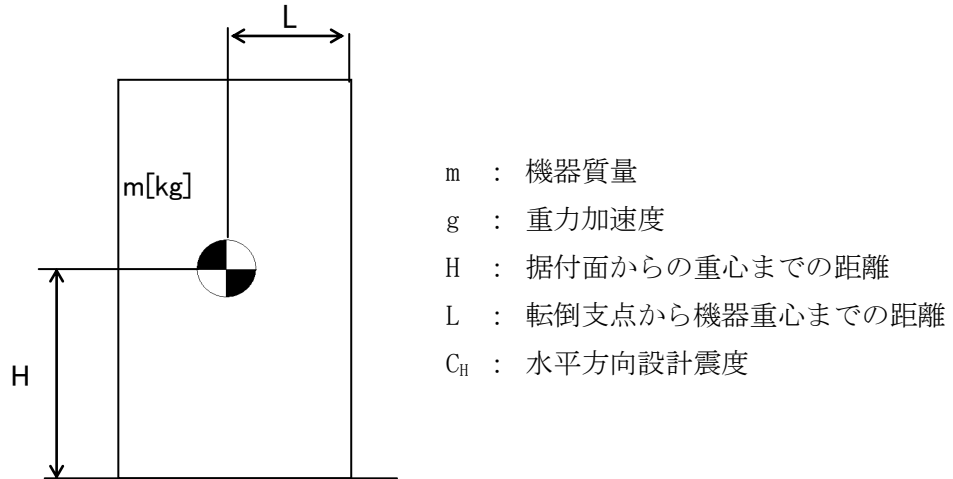 L
m[kg]
H
m : 機器質量
g : 重力加速度
H : 据付面からの重心までの距離
L : 転倒支点から機器重心までの距離
CH : 水平方向設計震度